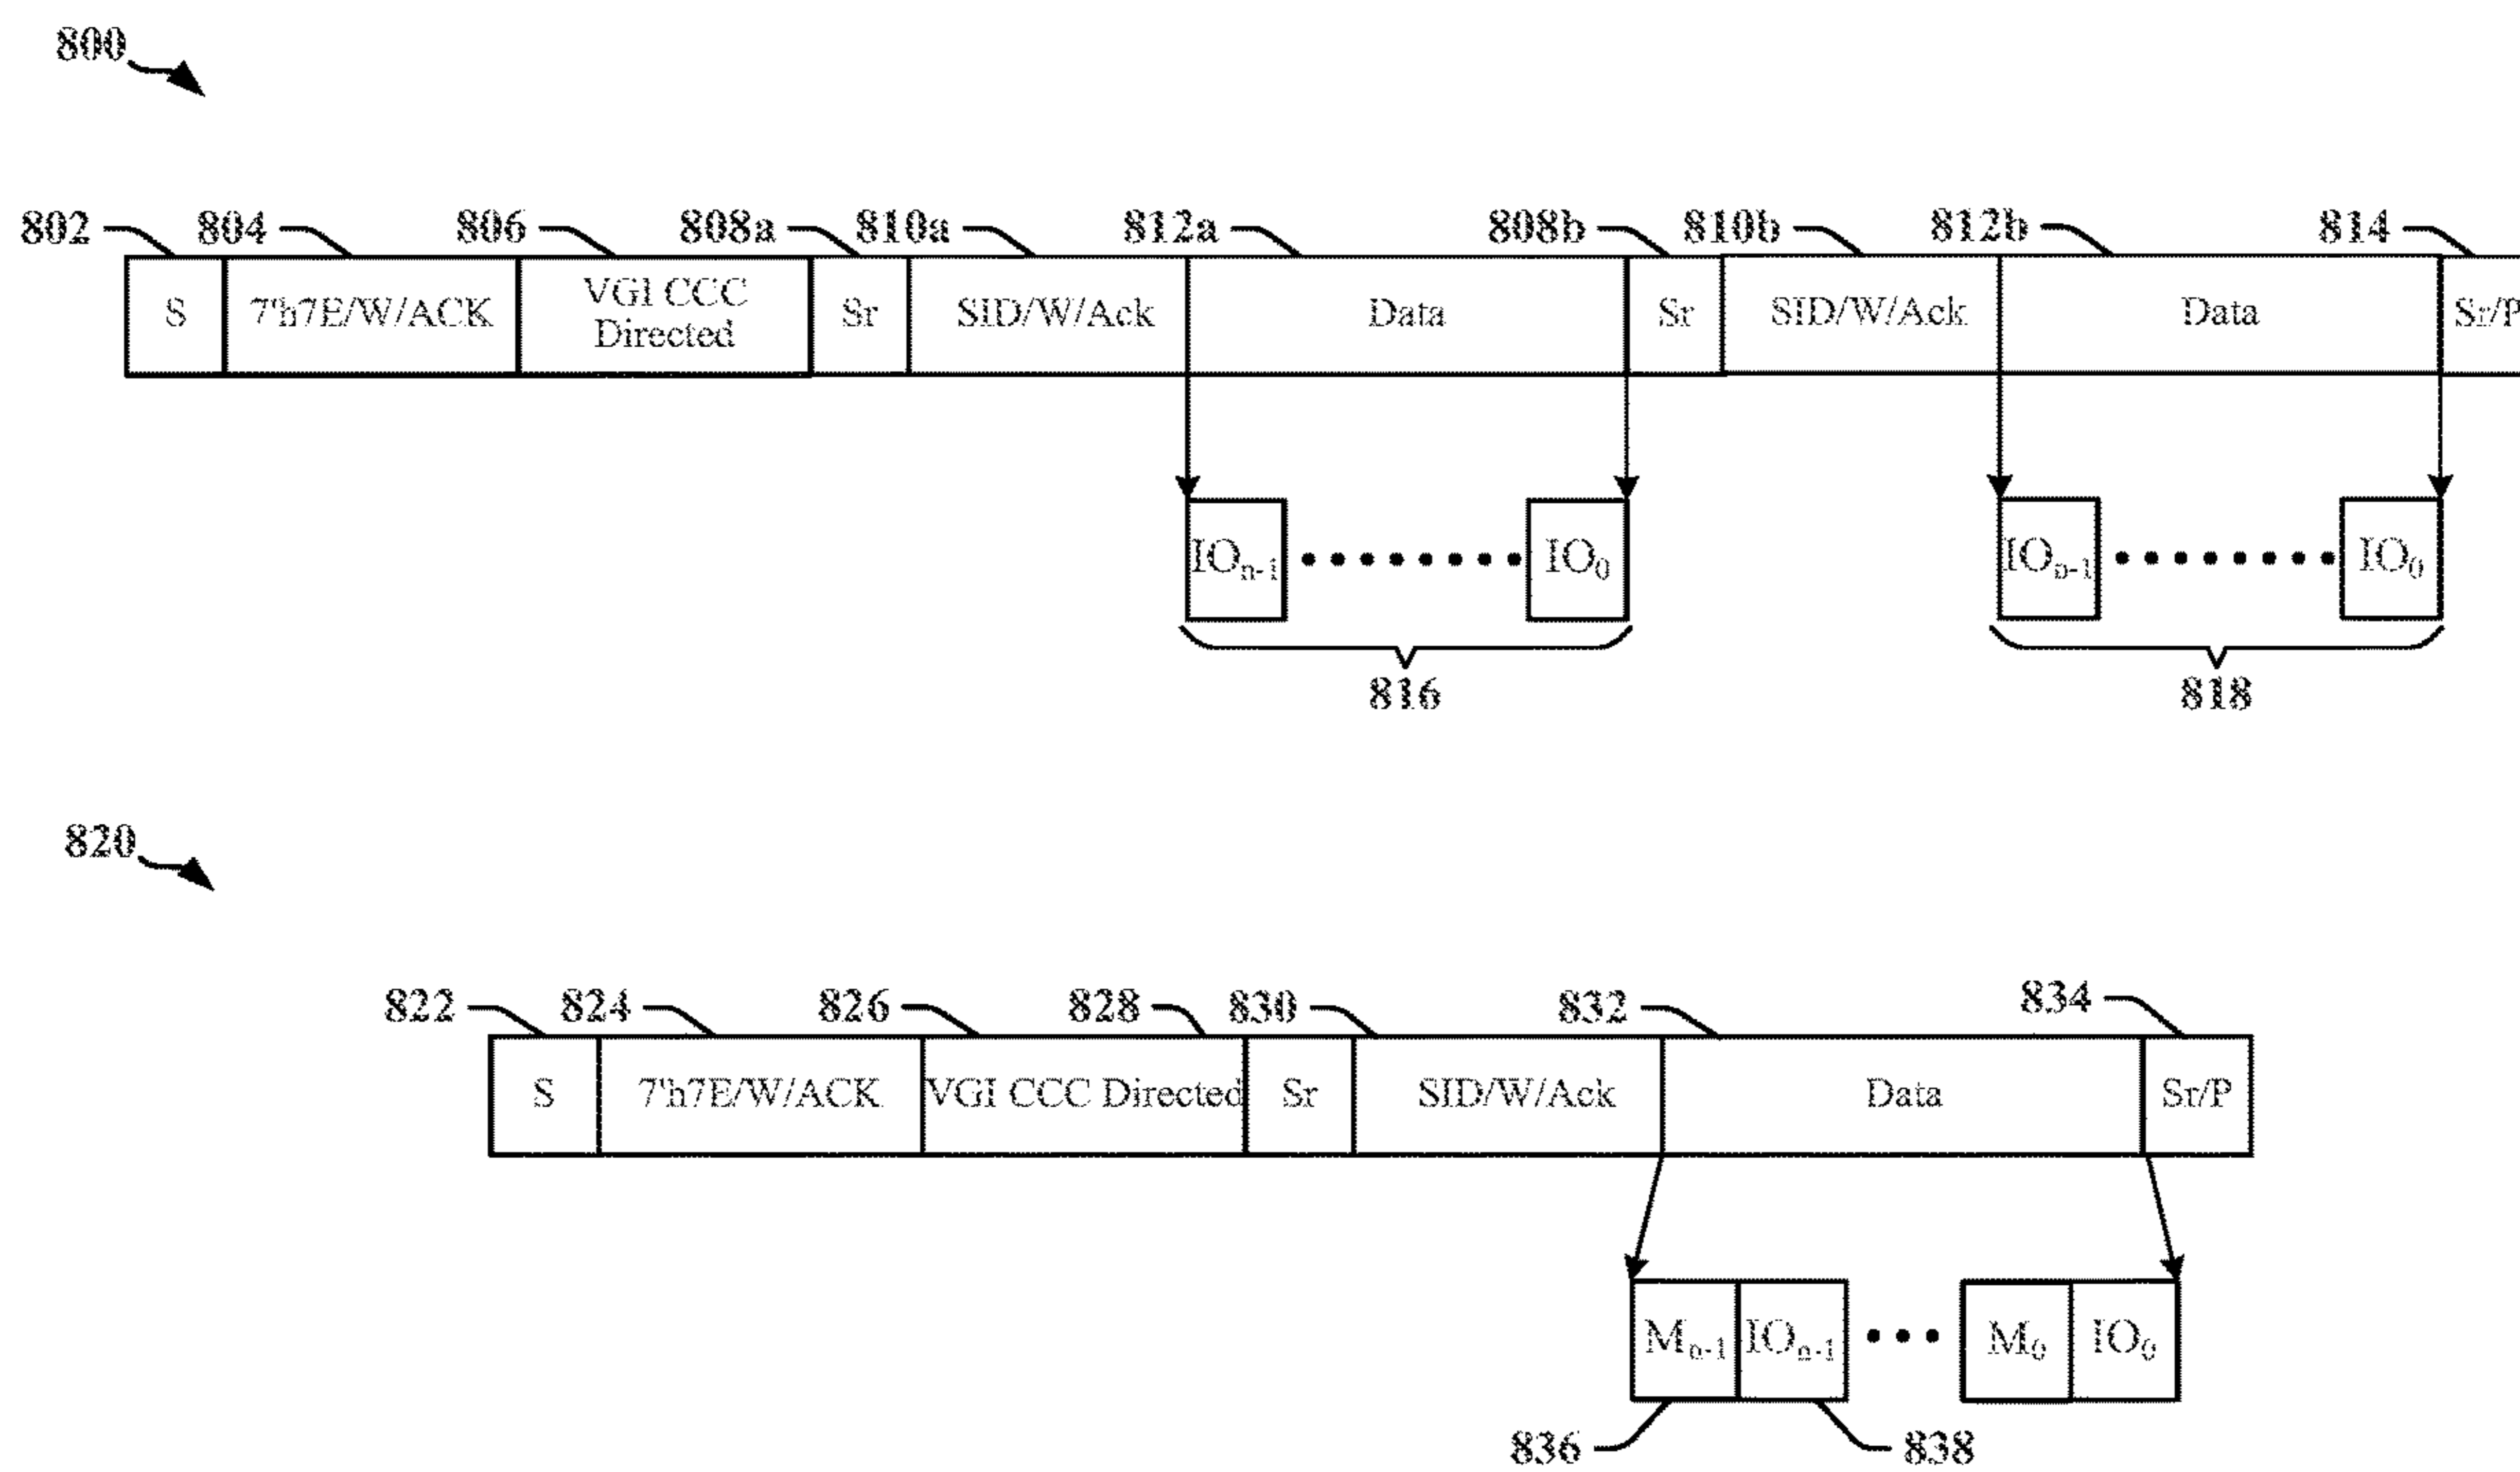 800
802 804 806 808a 810a 812a 808b 810b 812b 814
S 7'h7E/W/ACK VGI CCC Directed Sr SID/W/Ack Data Sr SID/W/Ack Data Sr/P
IOn-1 IO0 IOn-1 IO0
816 818
820
822 824 826 828 830 832 834
S 7'h7E/W/ACK VGI CCC Directed Sr SID/W/Ack Data Sr/P
Mn-1 IOn-1 M0 IO0
836 838